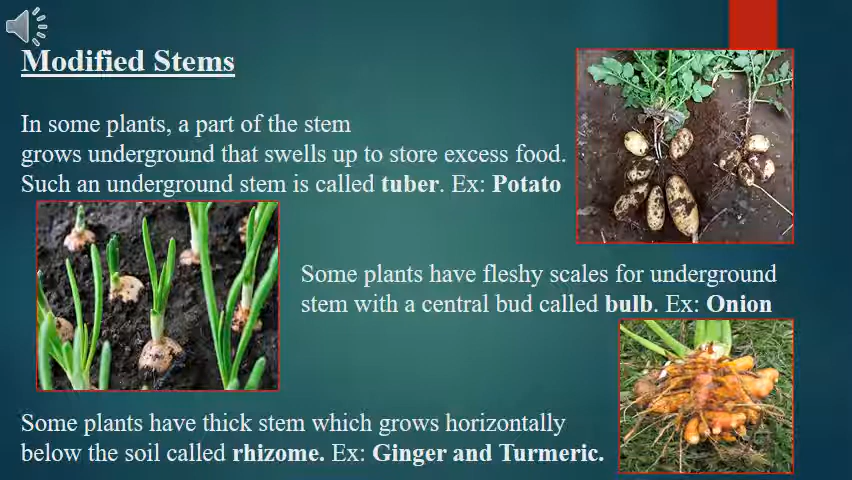 Modified Stems
In some plants, a part of the stem
grows underground that swells up to store excess food.
Such an underground stem is called tuber. Ex: Potato
Some plants have fleshy scales for underground
stem with a central bud called bulb. Ex: Onion
Some plants have thick stem which grows horizontally
below the soil called rhizome. Ex: Ginger and Turmeric.